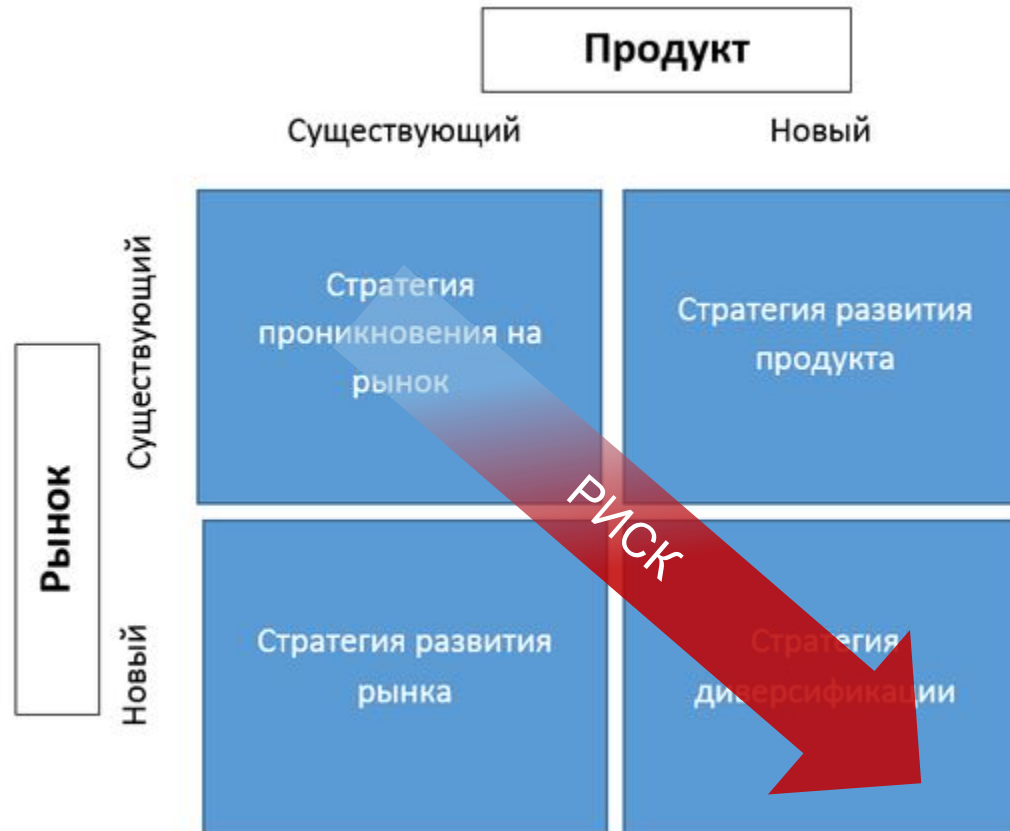 Продукт
Существующий
Новый
Рынок
Существующий
Новый
Стратегия
проникновения на
рынок
Стратегия развития
продукта
РИСК
Стратегия развития
рынка
Стратегия
диверсификации